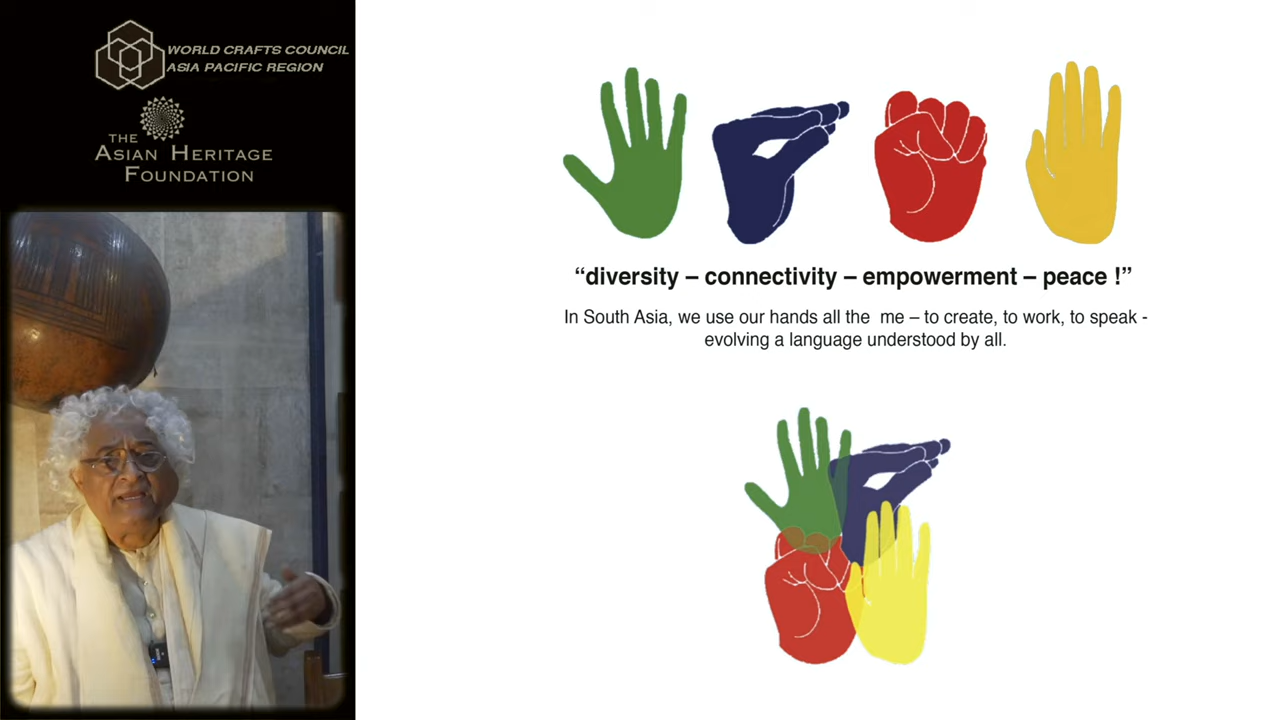 WORLD CRAFTS COUNCIL
ASIA PACIFIC REGION
THE
ASIAN HERITAGE
FOUNDATION
“diversity – connectivity – empowerment – peace !”
In South Asia, we use our hands all the  me – to create, to work, to speak -
evolving a language understood by all.